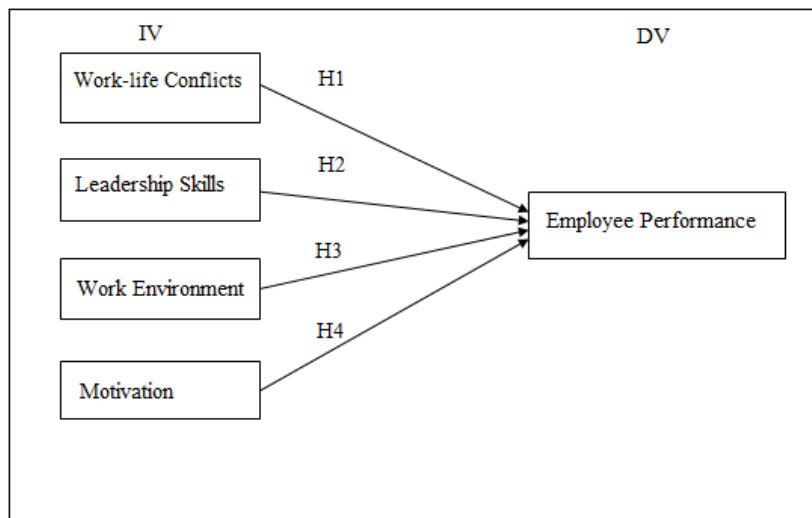 IV
DV
Work-life Conflicts
H1
Leadership Skills
H2
Employee Performance
Work Environment
H3
Motivation
H4